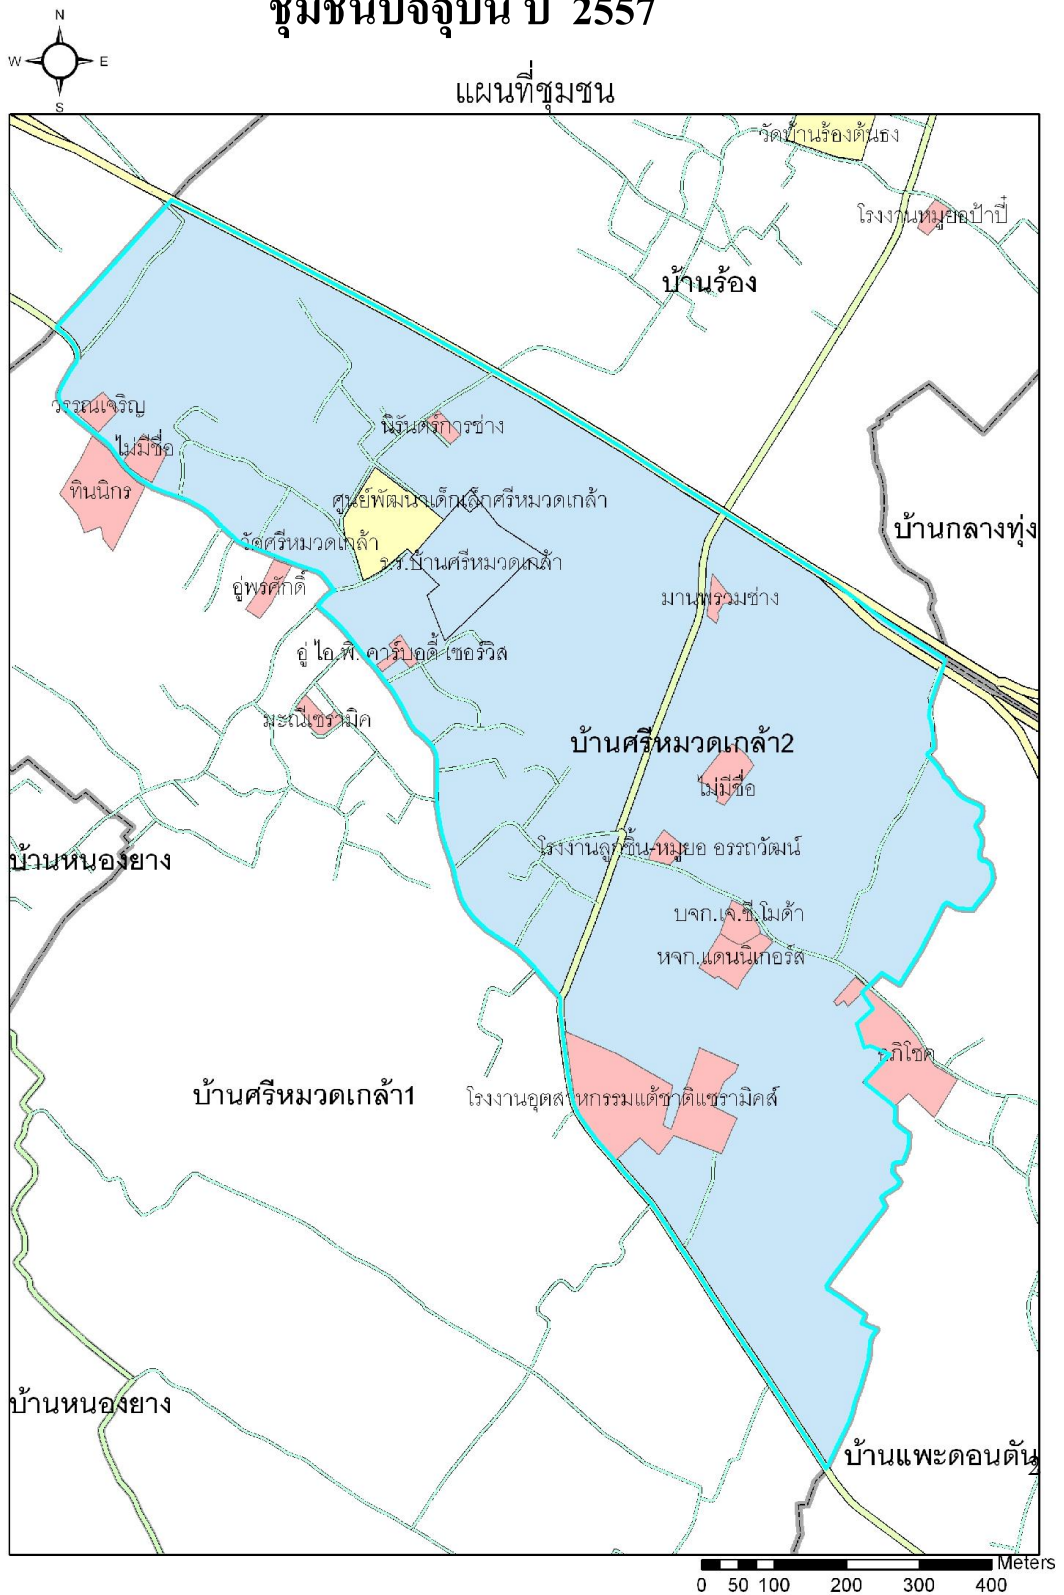 ชุมชนปัจจุบัน ปี 2557
N
W
E
S
แผนที่ชุมชน
วัดบ้านร้องต้นธง
โรงงานหมูยอป้าปี๋
บ้านร้อง
วรรณเจริญ
นิรันดร์การช่าง
ไม่มีชื่อ
ทินนิกร
ศูนย์พัฒนาเด็กเล็กศรีหมวดเกล้า
บ้านกลางทุ่ง
วัดศรีหมวดเกล้า
ร.ร.บ้านศรีหมวดเกล้า
อู่พรศักดิ์
มานพรวมช่าง
อู่ ไอ.พี. คาร์บอดี้ เซอร์วิส
มะณีเซรามิค
บ้านศรีหมวดเกล้า2
ไม่มีชื่อ
โรงงานลูกชิ้น-หมูยอ อรรถวัฒน์
บ้านหนองยาง
บจก.เจ.ซี.โมด้า
หจก.แดนนิเกอร์ส
อภิโชค
บ้านศรีหมวดเกล้า1
โรงงานอุตสาหกรรมแต้ชาติแซรามิคส์
บ้านหนองยาง
บ้านแพะดอนตัน
2
Meters
0 50 100 200 300 400